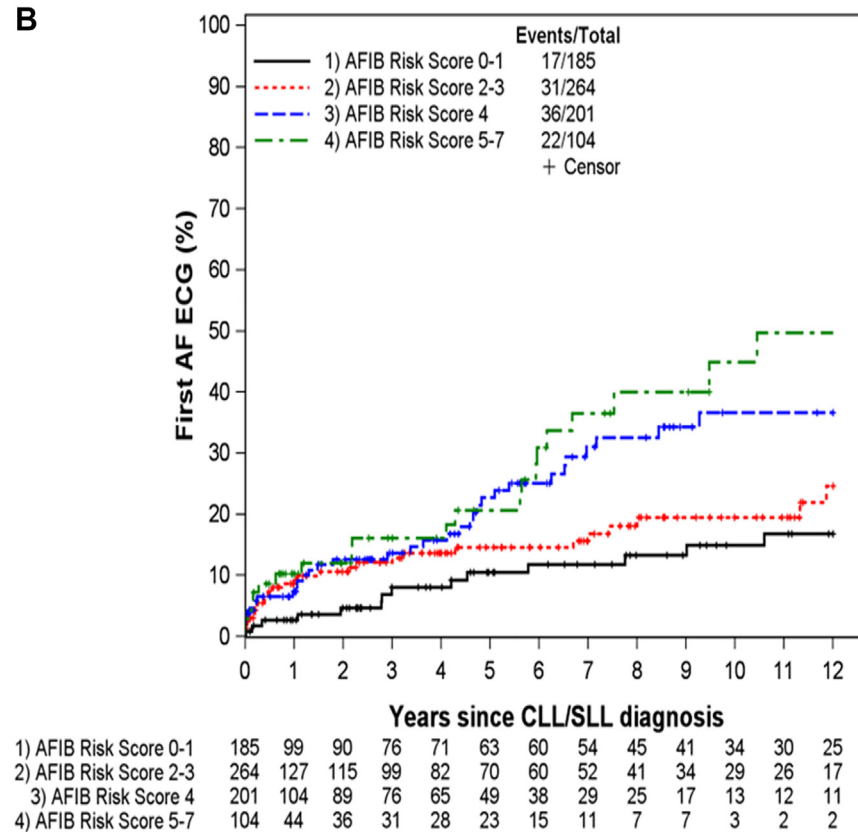 B
Events/Total
1) AFIB Risk Score 0-1 17/185
2) AFIB Risk Score 2-3 31/264
3) AFIB Risk Score 4 36/201
4) AFIB Risk Score 5-7 22/104
+ Censor
First AF ECG (%)
100
90
80
70
60
50
40
30
20
10
0
0 1 2 3 4 5 6 7 8 9 10 11 12
Years since CLL/SLL diagnosis
1) AFIB Risk Score 0-1 185 99 90 76 71 63 60 54 45 41 34 30 25
2) AFIB Risk Score 2-3 264 127 115 99 82 70 60 52 41 34 29 26 17
3) AFIB Risk Score 4 201 104 89 76 65 49 38 29 25 17 13 12 11
4) AFIB Risk Score 5-7 104 44 36 31 28 23 15 11 7 7 3 2 2